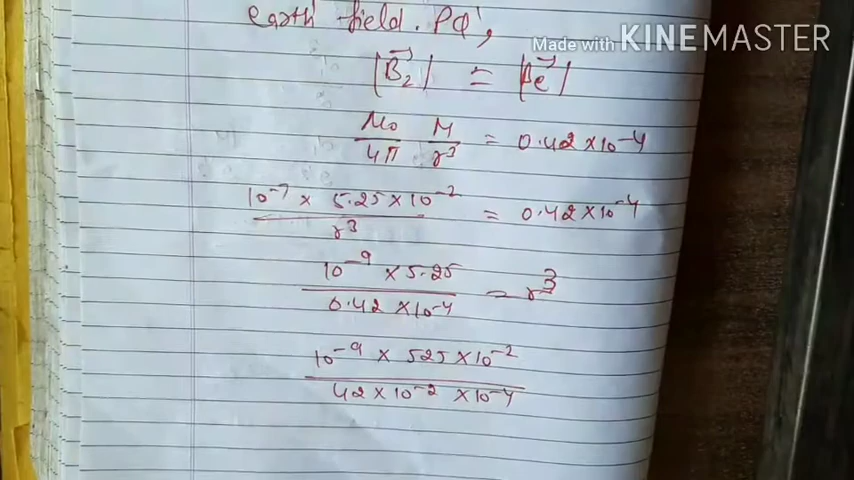 earth field. PQ',
Made with KINEMASTER
|B₂| = |Be|
μ₀/4π M/r³ = 0.42 × 10⁻⁴
10⁻⁷ × 5.25 × 10⁻² / r³ = 0.42 × 10⁻⁴
10⁻⁹ × 5.25 / 0.42 × 10⁻⁴ = r³
10⁻⁹ × 525 × 10⁻² / 42 × 10⁻² × 10⁻⁴